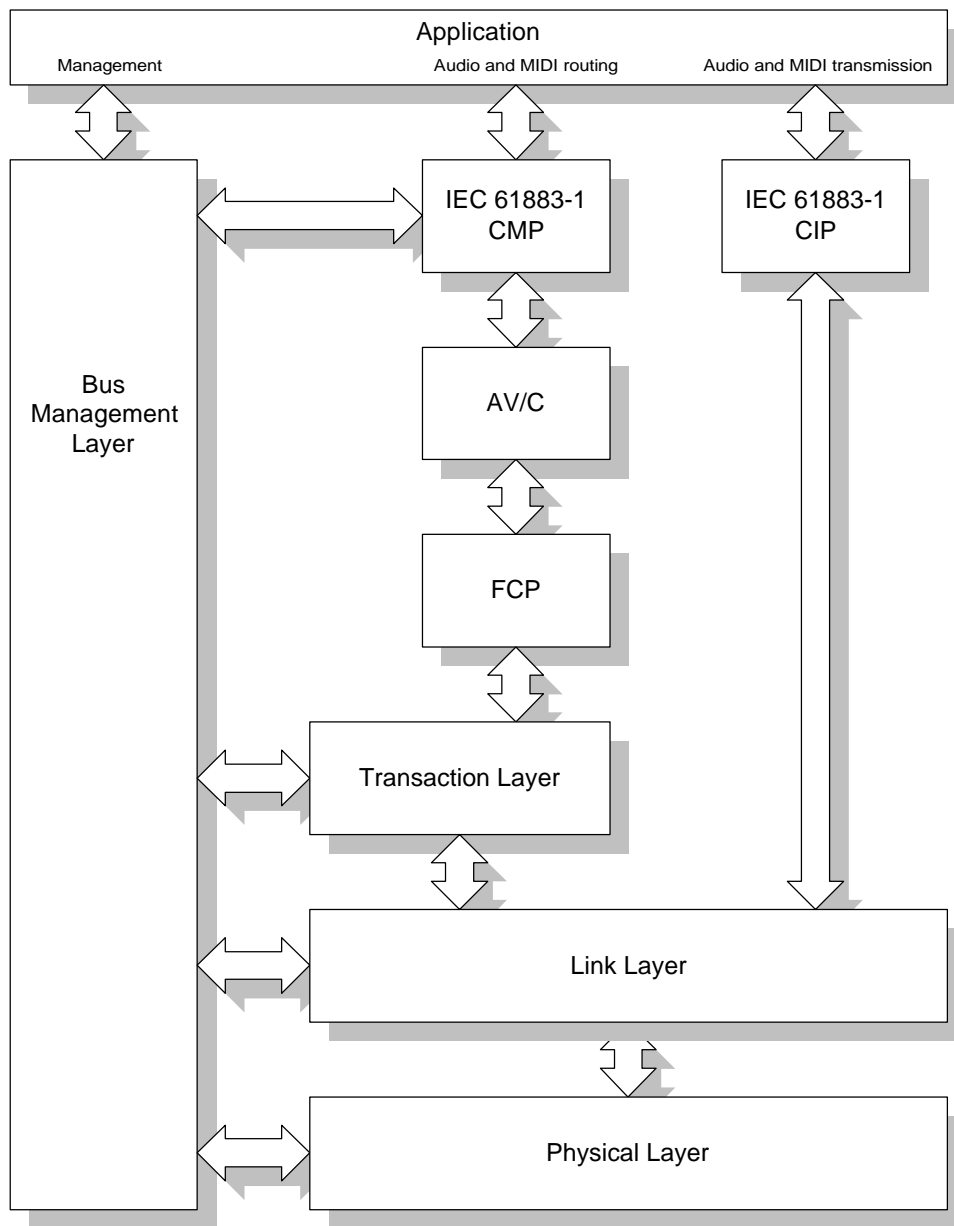 Application
Management
Audio and MIDI routing
Audio and MIDI transmission
IEC 61883-1
CMP
IEC 61883-1
CIP
Bus
Management
Layer
AV/C
FCP
Transaction Layer
Link Layer
Physical Layer